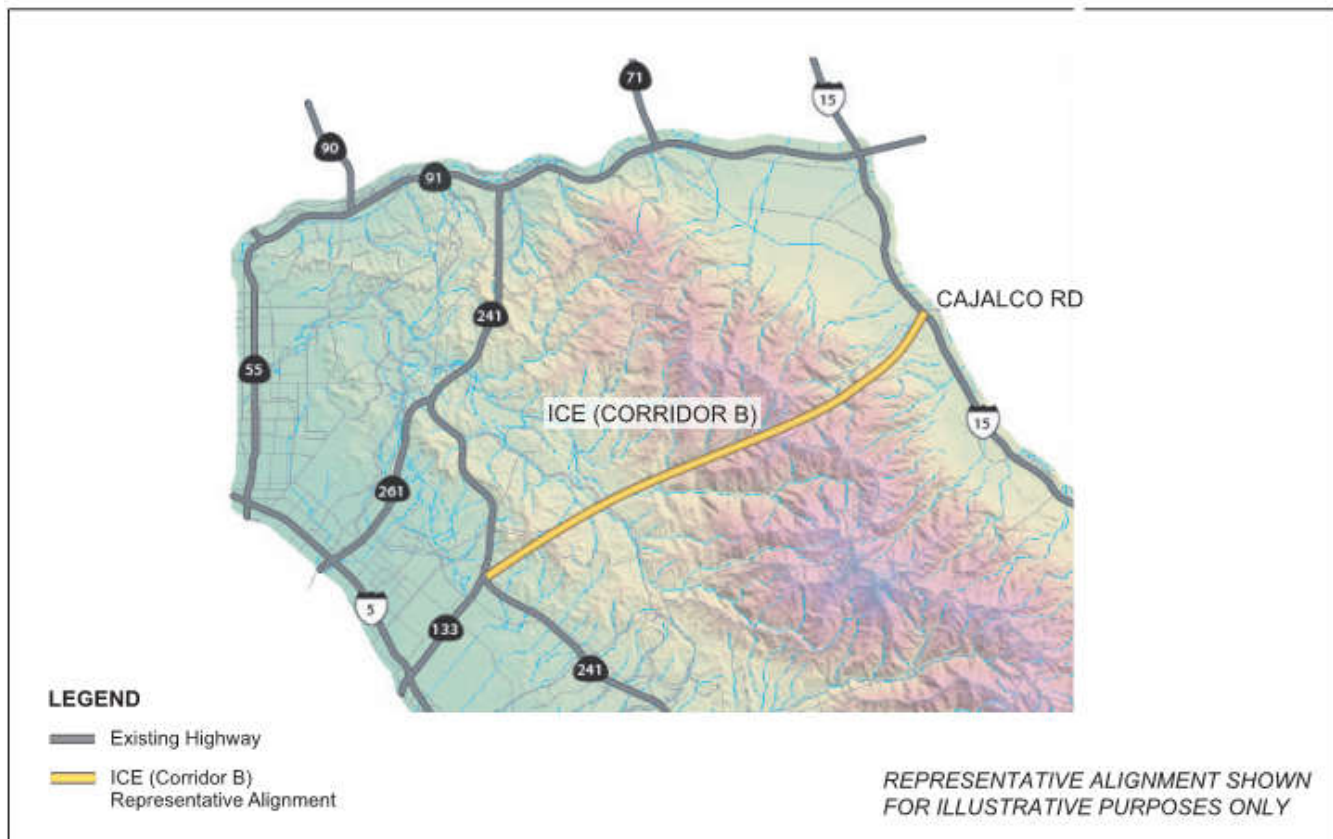 71
15
90
91
CAJALCO RD
241
55
ICE (CORRIDOR B)
15
261
5
133
241
LEGEND
Existing Highway
ICE (Corridor B)
Representative Alignment
REPRESENTATIVE ALIGNMENT SHOWN
FOR ILLUSTRATIVE PURPOSES ONLY